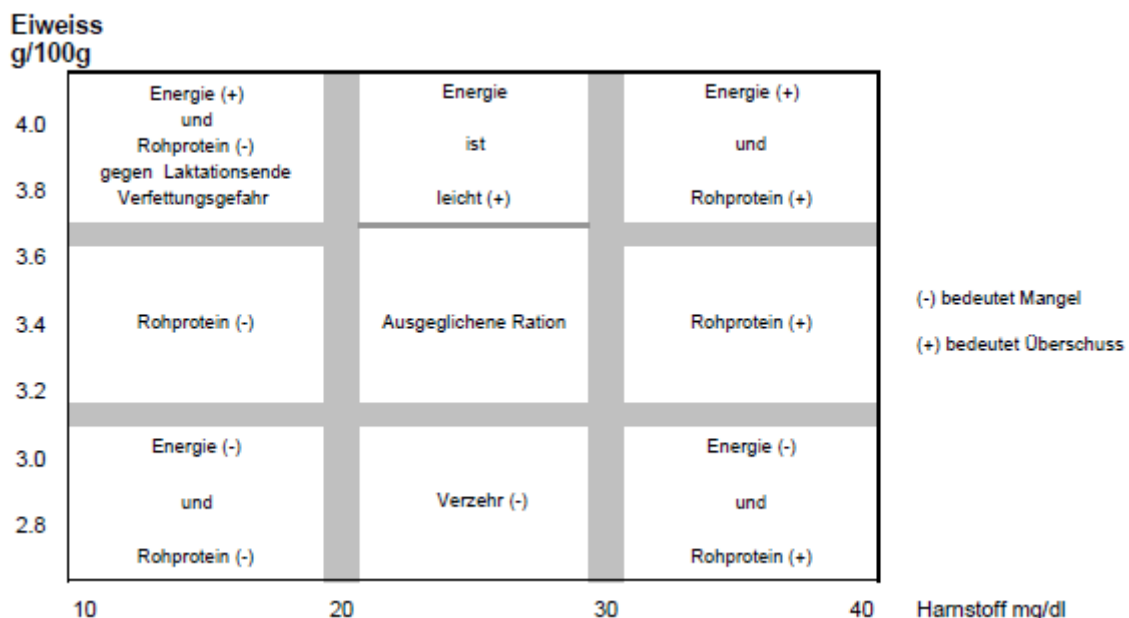 Eiweiss
g/100g
4.0
3.8
3.6
3.4
3.2
3.0
2.8
Energie (+)
und
Rohprotein (-)
gegen Laktationsende
Verfettungsgefahr
Energie
ist
leicht (+)
Energie (+)
und
Rohprotein (+)
Rohprotein (-)
Ausgeglichene Ration
Rohprotein (+)
Energie (-)
und
Rohprotein (-)
Verzehr (-)
Energie (-)
und
Rohprotein (+)
(-) bedeutet Mangel
(+) bedeutet Überschuss
10
20
30
40
Harnstoff mg/dl